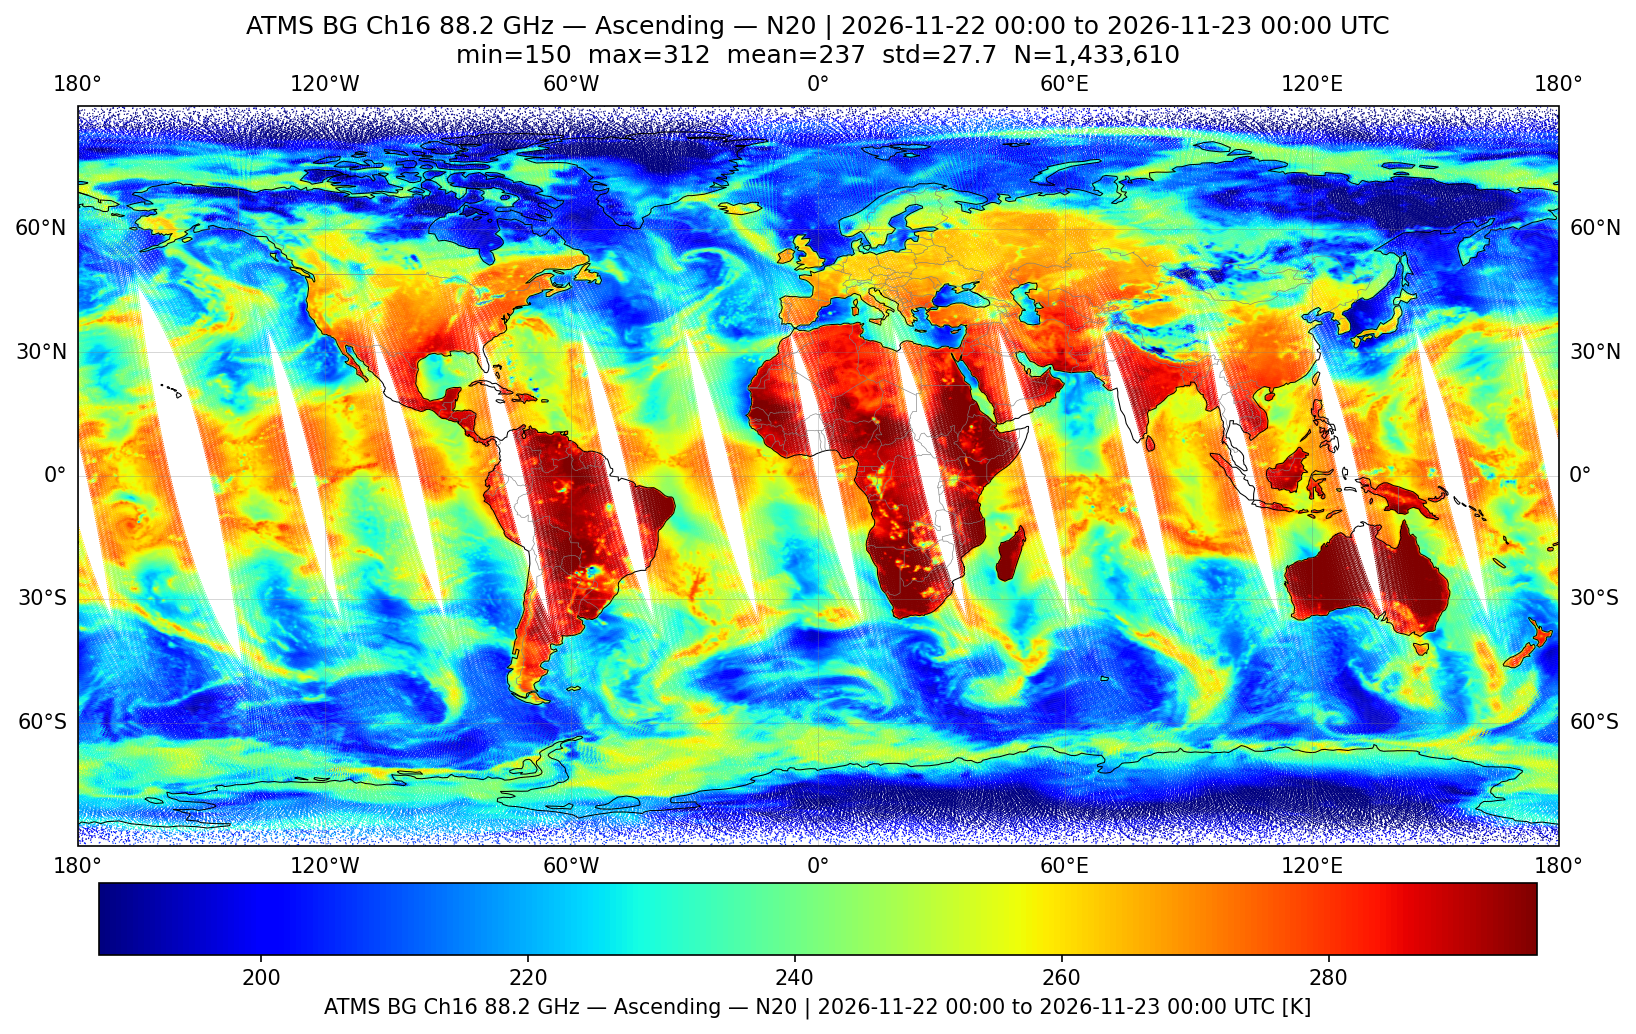 ATMS BG Ch16 88.2 GHz — Ascending — N20 | 2026-11-22 00:00 to 2026-11-23 00:00 UTC
min=150 max=312 mean=237 std=27.7 N=1,433,610
180° 120°W 60°W 0° 60°E 120°E 180°
60°N 60°N
30°N 30°N
0° 0°
30°S 30°S
60°S 60°S
180° 120°W 60°W 0° 60°E 120°E 180°
200 220 240 260 280
ATMS BG Ch16 88.2 GHz — Ascending — N20 | 2026-11-22 00:00 to 2026-11-23 00:00 UTC [K]